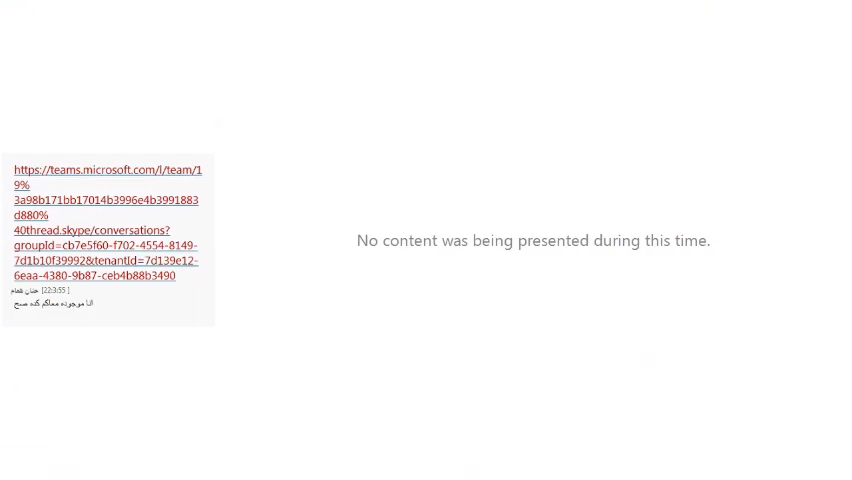 https://teams.microsoft.com/l/team/1
9%
3a98b171bb17014b3996e4b3991883
d880%
40thread.skype/conversations?
groupId=cb7e5f60-f702-4554-8149-
7d1b10f39992&tenantId=7d139e12-
6eaa-4380-9b87-ceb4b88b3490
حنان [22:3:55 ]
انا موجوده معاكم كده صح
No content was being presented during this time.